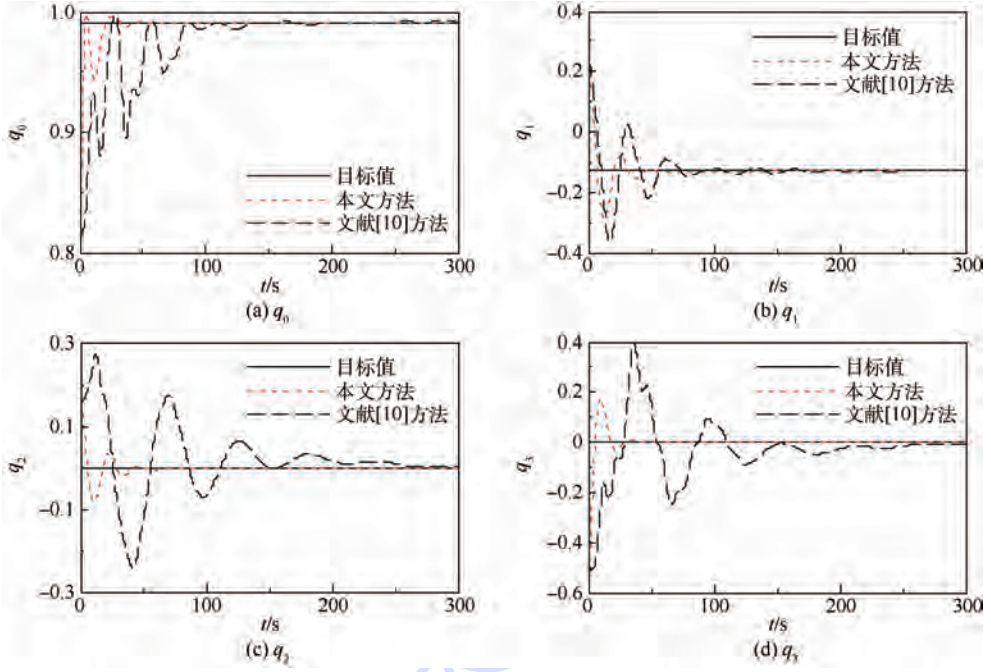 1.0
0.9
0.8
q₀
目标值
本文方法
文献[10]方法
0 100 200 300
t/s
(a) q₀
0.4
0.2
0
−0.2
−0.4
q₁
目标值
本文方法
文献[10]方法
0 100 200 300
t/s
(b) q₁
0.3
0.1
−0.1
−0.3
q₂
目标值
本文方法
文献[10]方法
0 100 200 300
t/s
(c) q₂
0.4
0.2
0
−0.2
−0.4
−0.6
q₃
目标值
本文方法
文献[10]方法
0 100 200 300
t/s
(d) q₃